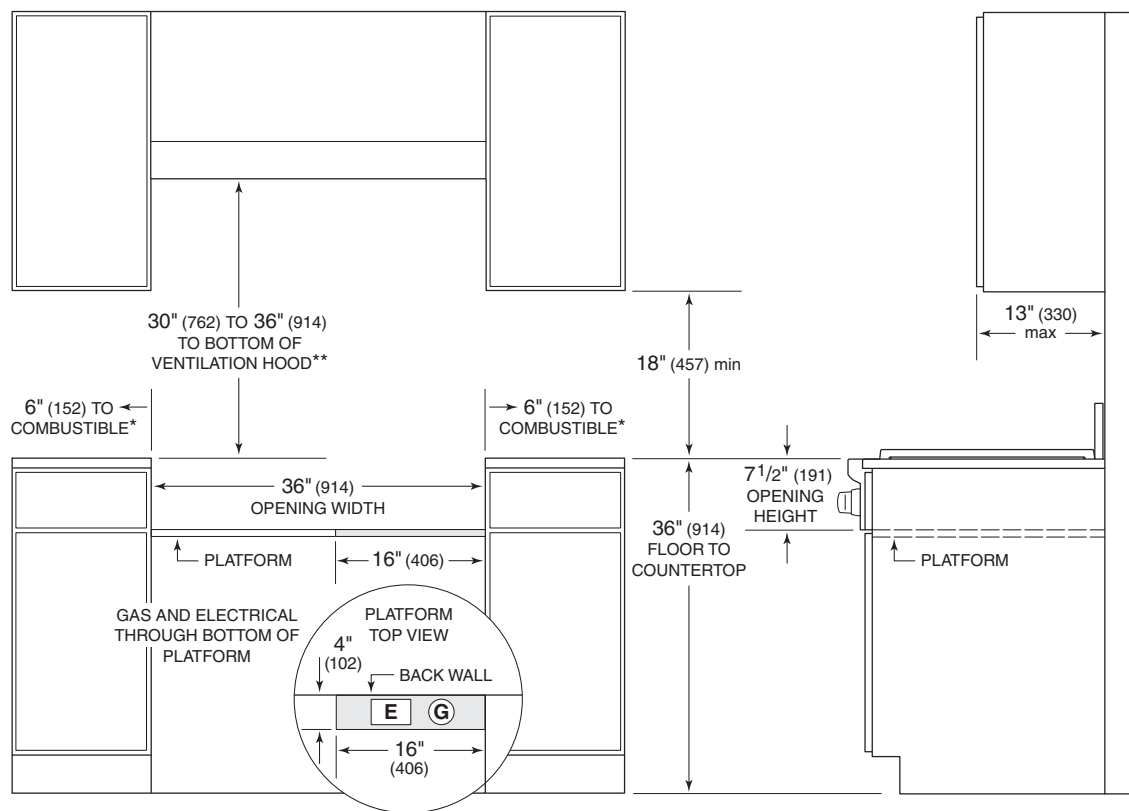 30" (762) TO 36" (914)
TO BOTTOM OF
VENTILATION HOOD**
13" (330)
max
18" (457) min
6" (152) TO
COMBUSTIBLE*
6" (152) TO
COMBUSTIBLE*
7 1/2" (191)
OPENING
HEIGHT
36" (914)
OPENING WIDTH
36" (914)
FLOOR TO
COUNTERTOP
PLATFORM
16" (406)
PLATFORM
GAS AND ELECTRICAL
THROUGH BOTTOM OF
PLATFORM
PLATFORM
TOP VIEW
4"
(102)
BACK WALL
E
G
16"
(406)